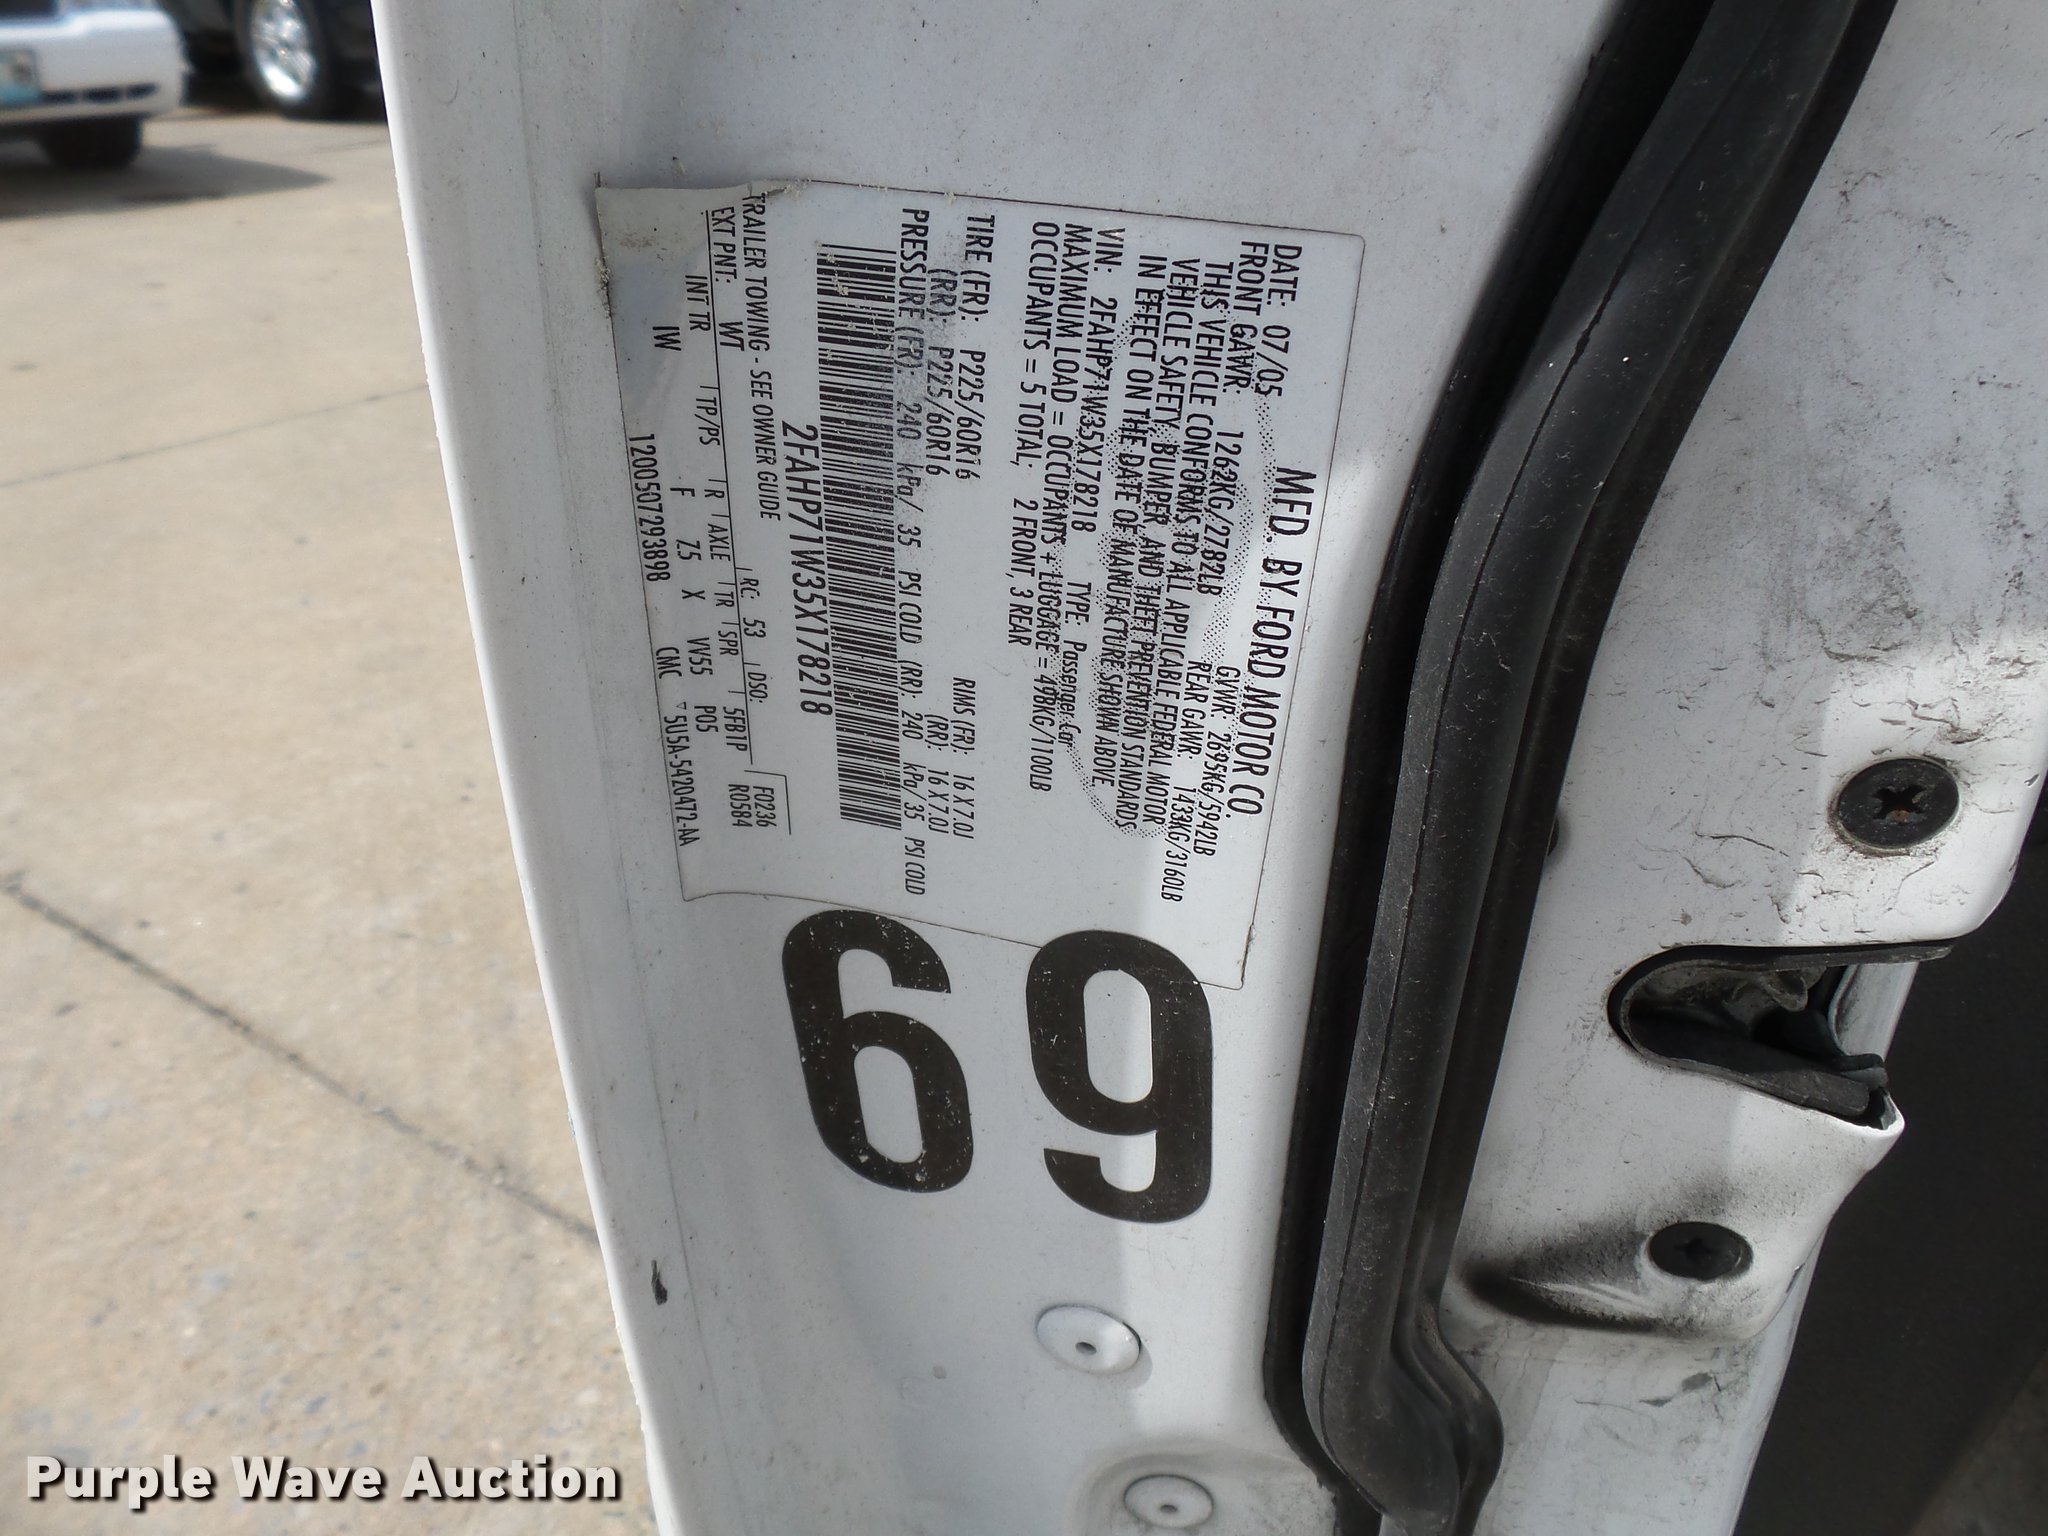 DATE: 07/05 MFD. BY FORD MOTOR CO.
FRONT GAWR: 1262KG/2782LB GVWR: 2695KG/5942LB
REAR GAWR: 1433KG/3160LB
THIS VEHICLE CONFORMS TO ALL APPLICABLE FEDERAL MOTOR
VEHICLE SAFETY, BUMPER, AND THEFT PREVENTION STANDARDS
IN EFFECT ON THE DATE OF MANUFACTURE SHOWN ABOVE.
VIN: 2FAHP71W35X178218 TYPE: Passenger Car
MAXIMUM LOAD = OCCUPANTS + LUGGAGE = 498KG/1100LB
OCCUPANTS = 5 TOTAL; 2 FRONT, 3 REAR
TIRE (FR): P225/60R16 RIMS (FR): 16 X 7.0J
(RR): P225/60R16 (RR): 16 X 7.0J
PRESSURE (FR): 240 kPa/ 35 PSI COLD (RR): 240 kPa/ 35 PSI COLD
2FAHP71W35X178218
TRAILER TOWING - SEE OWNER GUIDE
F0236
EXT PNT: WT RC: 53 DSO: R0584
INT TR TP/PS R AXLE TR SPR 5FB1P
IW F Z5 X VV55 P05
120050729389B CMC 5U5A-5420472-AA
69
Purple Wave Auction